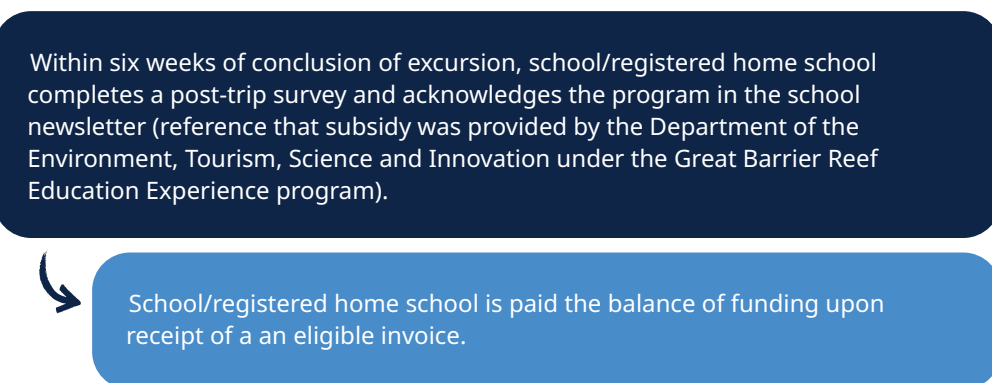 Within six weeks of conclusion of excursion, school/registered home school
completes a post-trip survey and acknowledges the program in the school
newsletter (reference that subsidy was provided by the Department of the
Environment, Tourism, Science and Innovation under the Great Barrier Reef
Education Experience program).
School/registered home school is paid the balance of funding upon
receipt of a an eligible invoice.